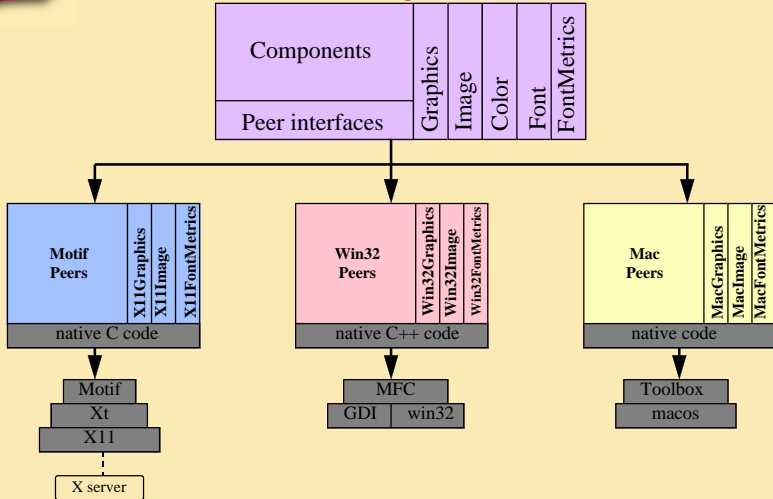 Components
Peer interfaces
Graphics
Image
Color
Font
FontMetrics
Motif
Peers
X11Graphics
X11Image
X11FontMetrics
native C code
Motif
Xt
X11
X server
Win32
Peers
Win32Graphics
Win32Image
Win32FontMetrics
native C++ code
MFC
GDI
win32
Mac
Peers
MacGraphics
MacImage
MacFontMetrics
native code
Toolbox
macos